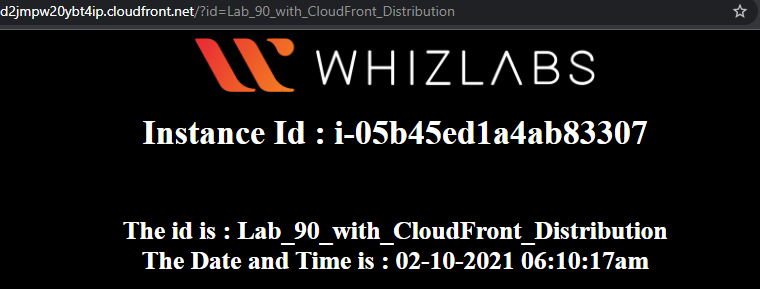 d2jmpw20ybt4ip.cloudfront.net/?id=Lab_90_with_CloudFront_Distribution
WHIZLABS
Instance Id : i-05b45ed1a4ab83307
The id is : Lab_90_with_CloudFront_Distribution
The Date and Time is : 02-10-2021 06:10:17am